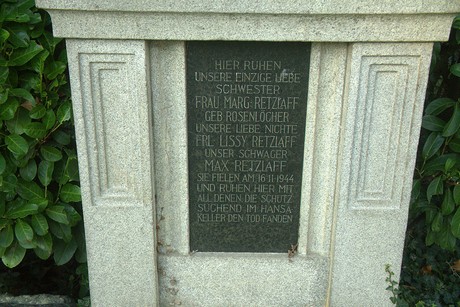 HIER RUHEN
UNSERE EINZIGE LIEBE
SCHWESTER
FRAU MARG·RETZLAFF
GEB·ROSENLÖCHER
UNSERE LIEBE NICHTE
FRL·LISSY RETZLAFF
UNSER SCHWAGER
MAX·RETZLAFF
SIE FIELEN AM 16·11·1944
UND RUHEN HIER MIT
ALL DENEN, DIE SCHUTZ
SUCHEND IM HANSA
KELLER DEN TOD FANDEN